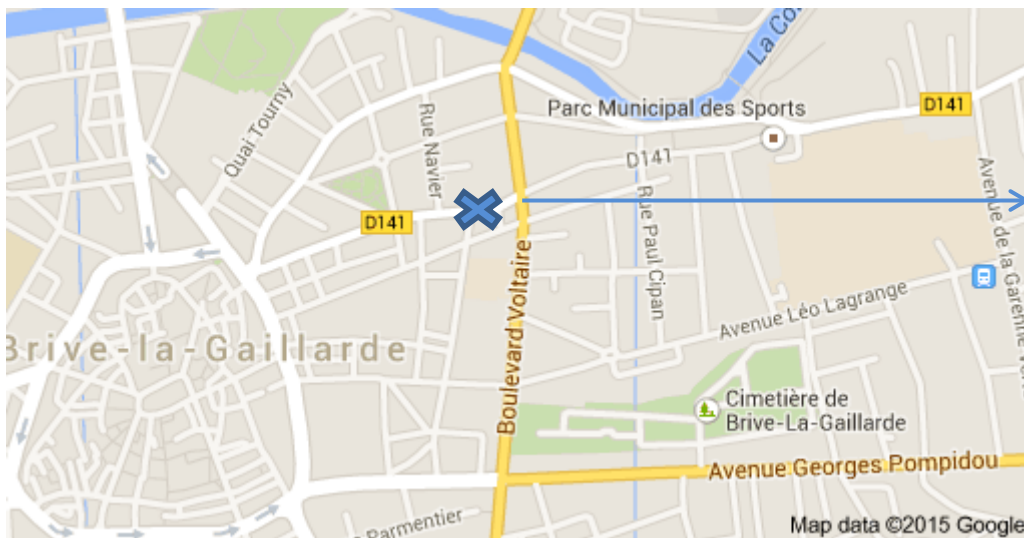 La Co
Parc Municipal des Sports
D141
Quai Tourny
Rue Navier
D141
D141
Rue Paul Cipan
Avenue de la Garenne Ver
Boulevard Voltaire
Avenue Léo Lagrange
Brive-la-Gaillarde
Cimetière de
Brive-La-Gaillarde
Avenue Georges Pompidou
Parmentier
Map data ©2015 Google